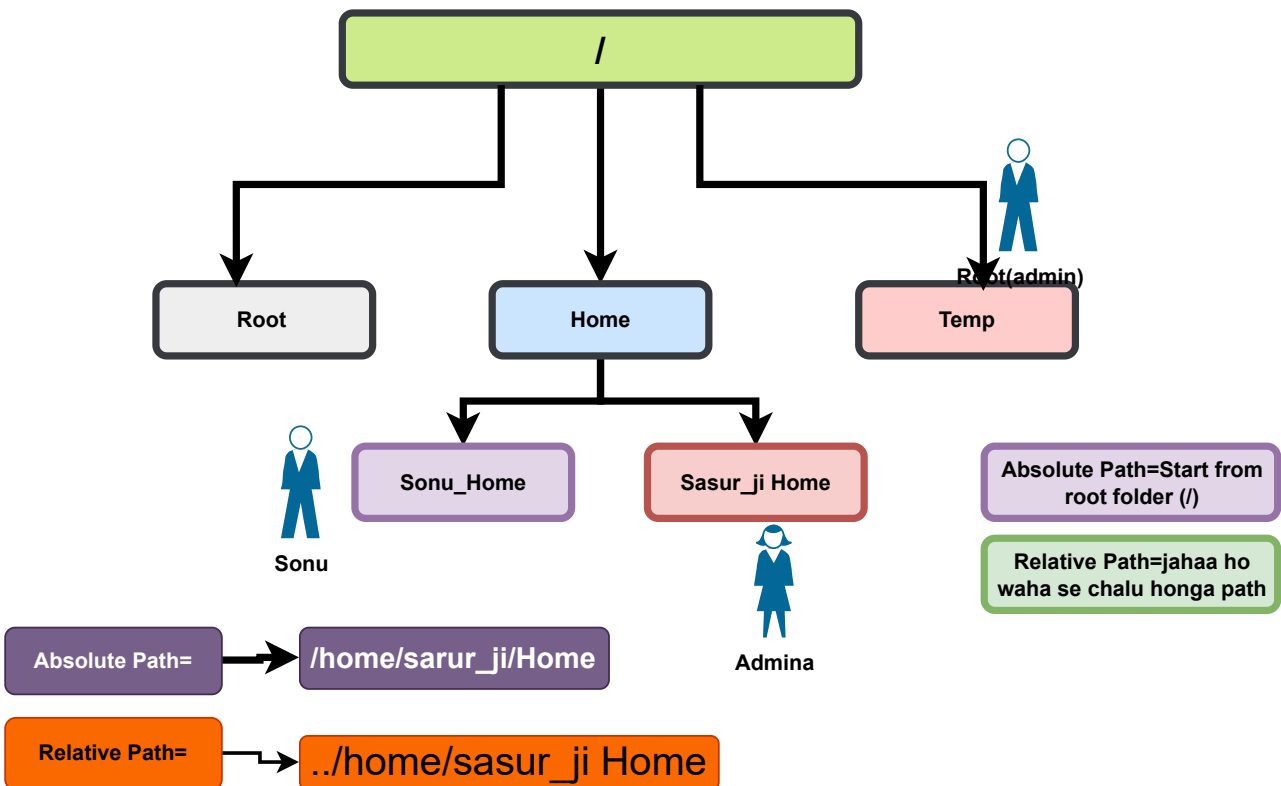 /
Root(admin)
Root
Home
Temp
Sonu_Home
Sasur_ji Home
Absolute Path=Start from
root folder (/)
Sonu
Relative Path=jahaa ho
waha se chalu honga path
Admina
Absolute Path=
/home/sarur_ji/Home
Relative Path=
../home/sasur_ji Home